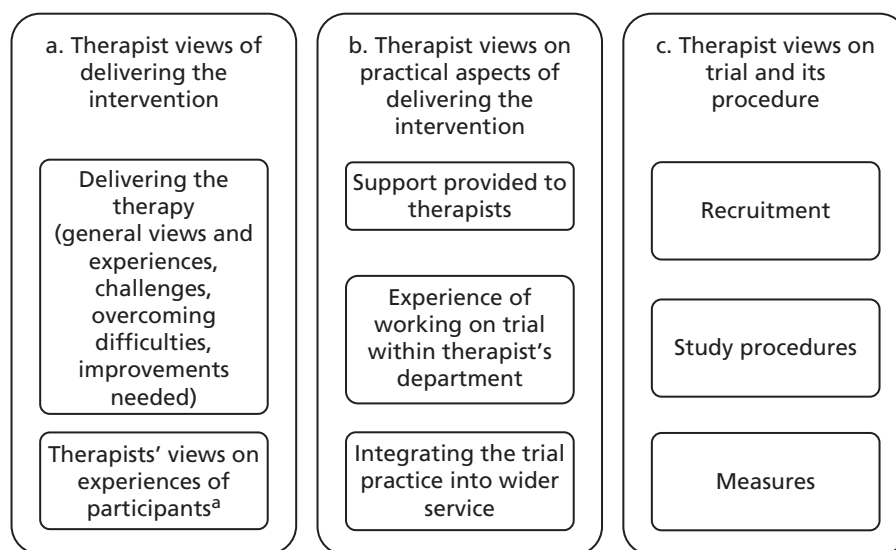 a. Therapist views of
delivering the
intervention
Delivering the
therapy
(general views and
experiences,
challenges,
overcoming
difficulties,
improvements
needed)
Therapists’ views on
experiences of
participantsa
b. Therapist views on
practical aspects of
delivering the
intervention
Support provided to
therapists
Experience of
working on trial
within therapist’s
department
Integrating the trial
practice into wider
service
c. Therapist views on
trial and its
procedure
Recruitment
Study procedures
Measures